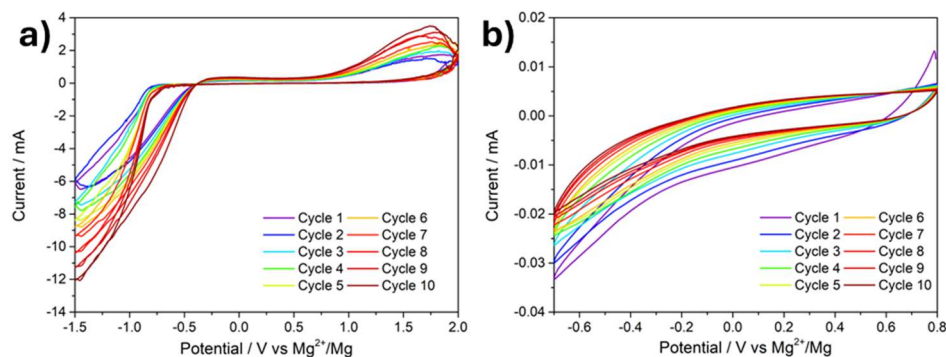 a)
4
2
0
-2
-4
-6
-8
-10
-12
-14
Current / mA
Cycle 1 Cycle 6
Cycle 2 Cycle 7
Cycle 3 Cycle 8
Cycle 4 Cycle 9
Cycle 5 Cycle 10
-1.5 -1.0 -0.5 0.0 0.5 1.0 1.5 2.0
Potential / V vs Mg²⁺/Mg
b)
0.02
0.01
0.00
-0.01
-0.02
-0.03
-0.04
Current / mA
Cycle 1 Cycle 6
Cycle 2 Cycle 7
Cycle 3 Cycle 8
Cycle 4 Cycle 9
Cycle 5 Cycle 10
-0.6 -0.4 -0.2 0.0 0.2 0.4 0.6 0.8
Potential / V vs Mg²⁺/Mg